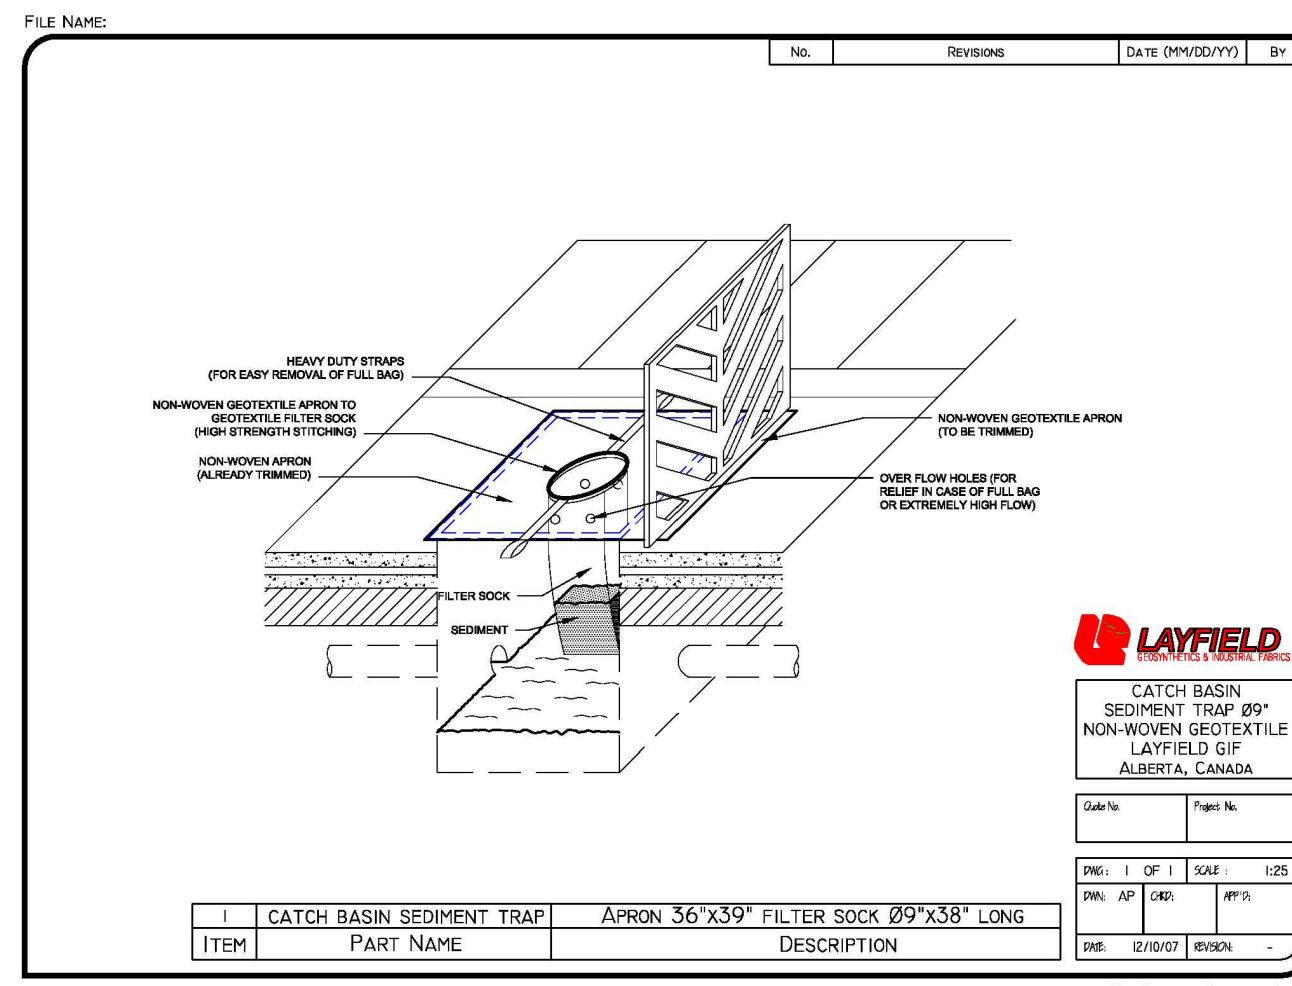 FILE NAME:
NO. REVISIONS DATE (MM/DD/YY) BY
HEAVY DUTY STRAPS
(FOR EASY REMOVAL OF FULL BAG)
NON-WOVEN GEOTEXTILE APRON TO
GEOTEXTILE FILTER SOCK
(HIGH STRENGTH STITCHING)
NON-WOVEN APRON
(ALREADY TRIMMED)
NON-WOVEN GEOTEXTILE APRON
(TO BE TRIMMED)
OVER FLOW HOLES (FOR
RELIEF IN CASE OF FULL BAG
OR EXTREMELY HIGH FLOW)
FILTER SOCK
SEDIMENT
LAYFIELD
GEOSYNTHETICS & INDUSTRIAL FABRICS
CATCH BASIN
SEDIMENT TRAP Ø9"
NON-WOVEN GEOTEXTILE
LAYFIELD GIF
ALBERTA, CANADA
Quote No. Project No.
DWG: 1 OF 1 SCALE : 1:25
DWN: AP CHKD: APP'D:
DATE: 12/10/07 REVISION: -
1 CATCH BASIN SEDIMENT TRAP APRON 36"X39" FILTER SOCK Ø9"X38" LONG
ITEM PART NAME DESCRIPTION